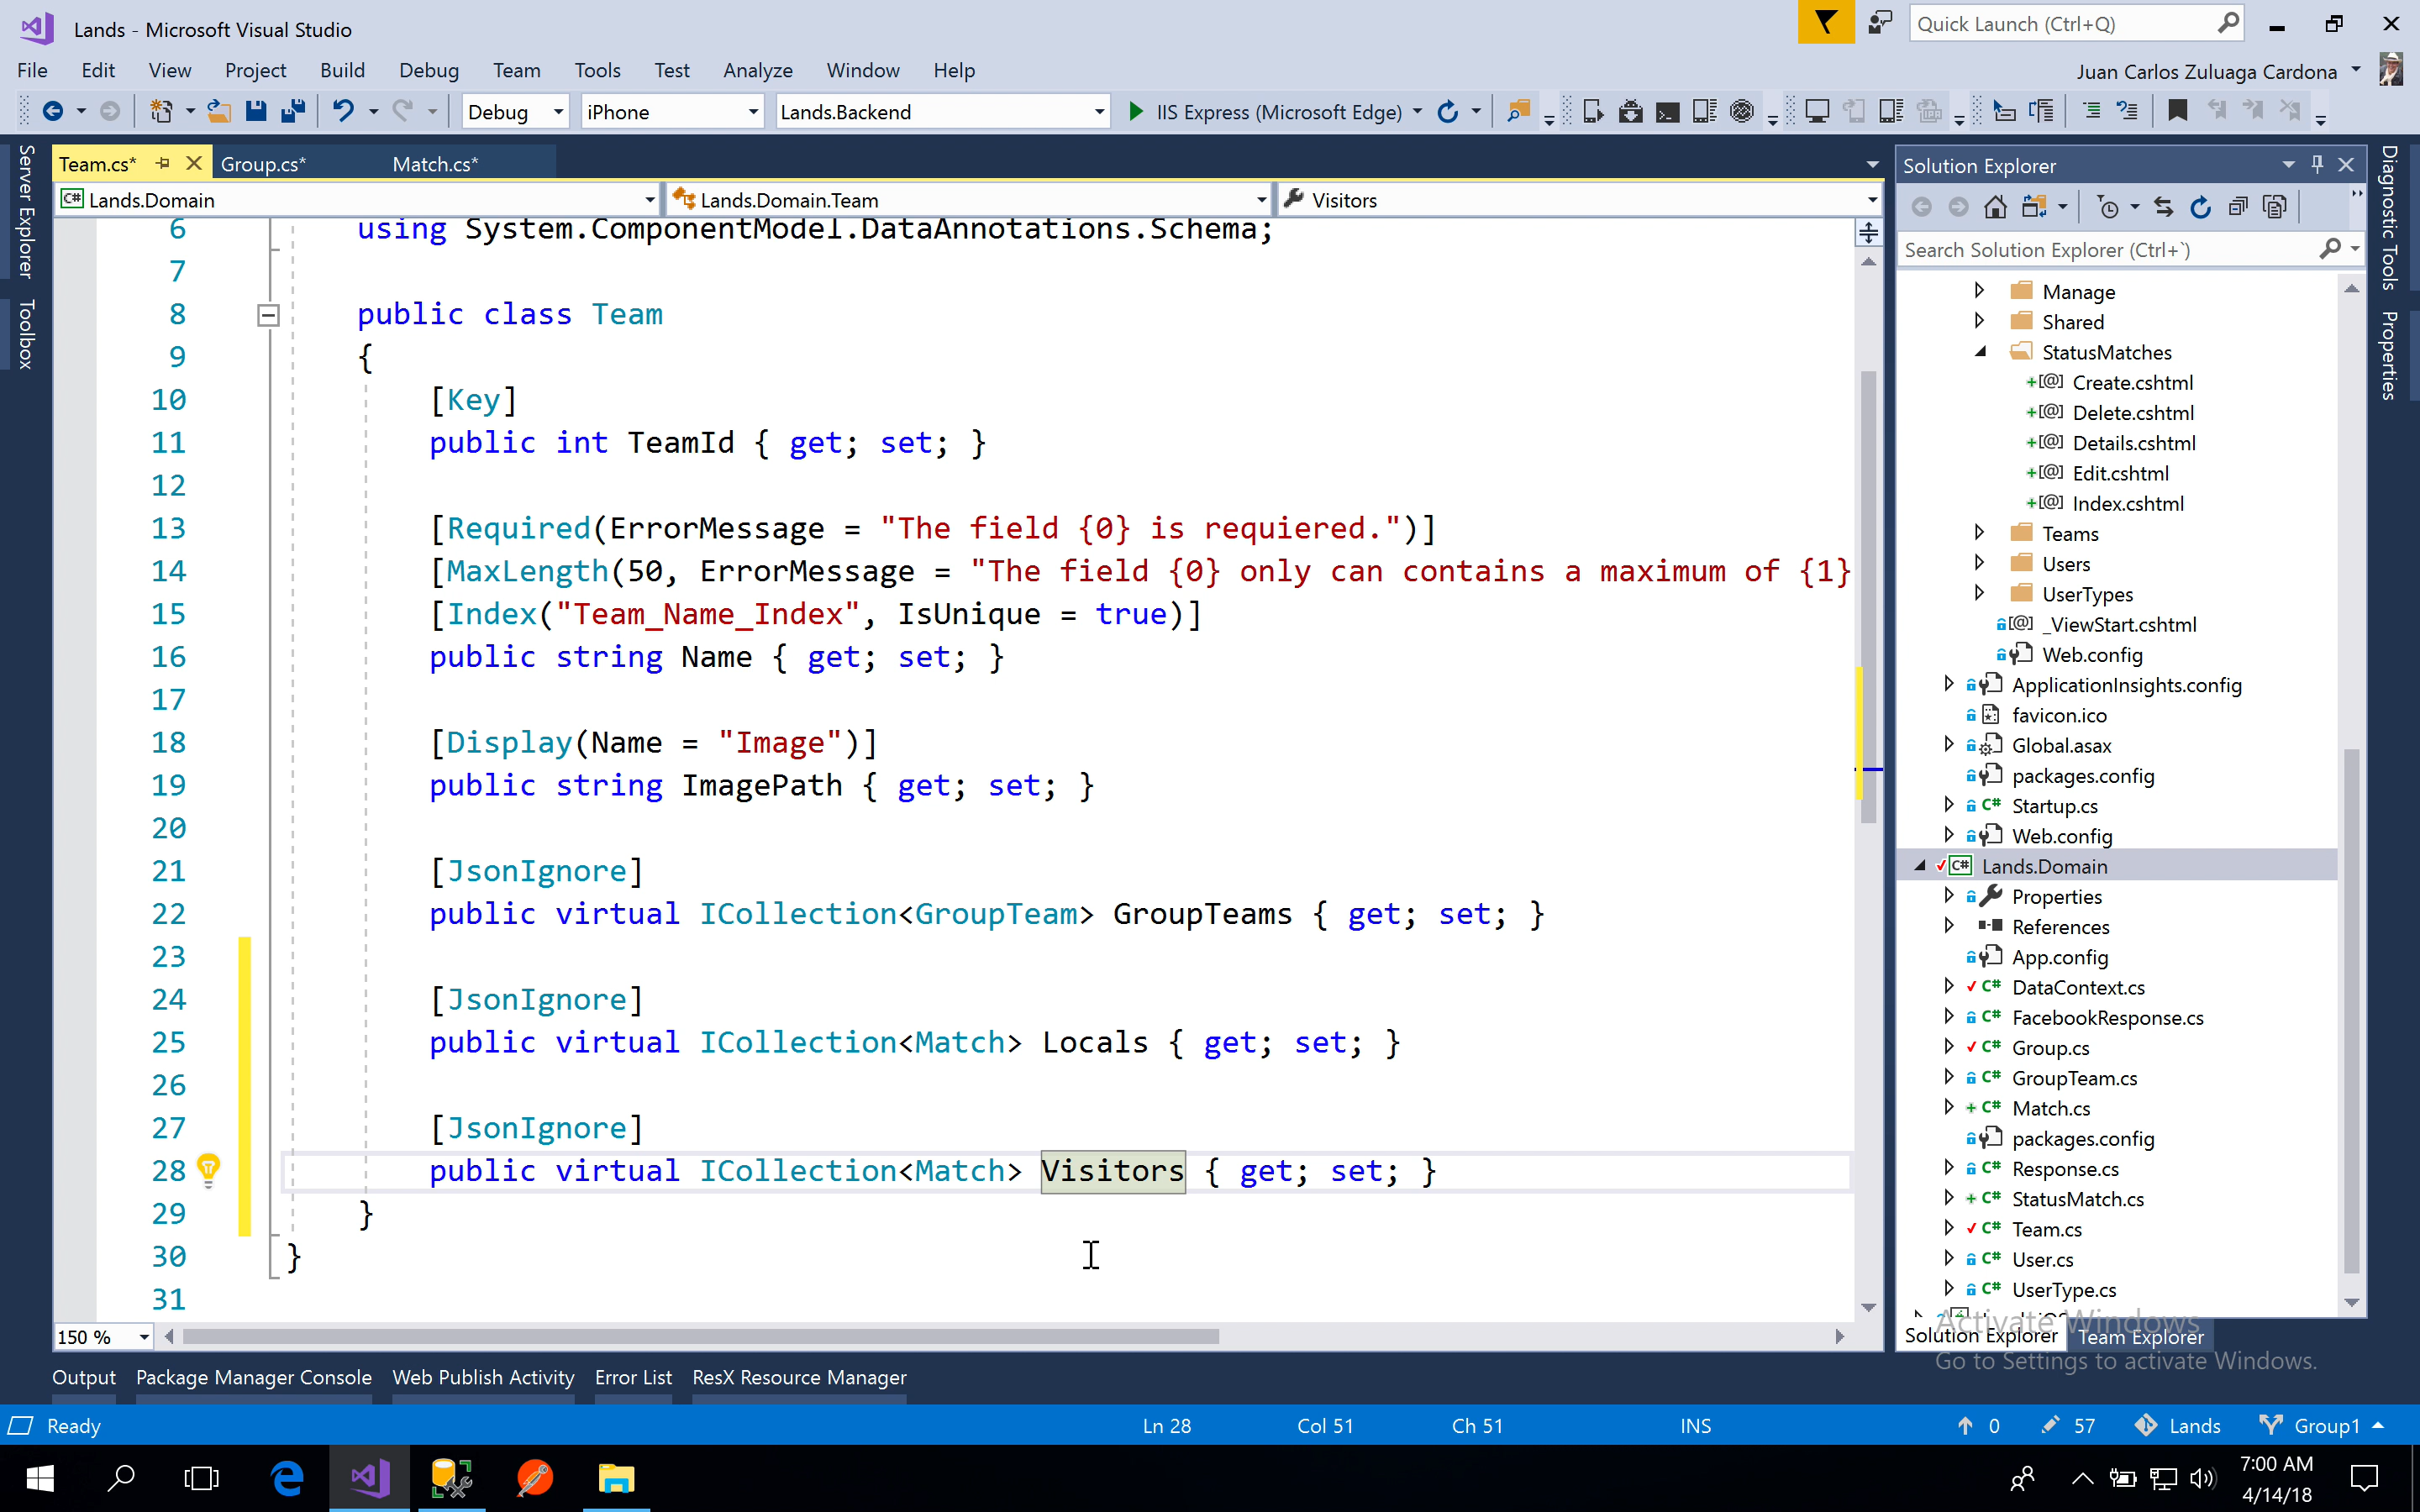 Lands - Microsoft Visual Studio
Quick Launch (Ctrl+Q)
File Edit View Project Build Debug Team Tools Test Analyze Window Help
Juan Carlos Zuluaga Cardona
Debug iPhone Lands.Backend IIS Express (Microsoft Edge)
Server Explorer
Toolbox
Team.cs* Group.cs* Match.cs*
Lands.Domain Lands.Domain.Team Visitors
6 using System.ComponentModel.DataAnnotations.Schema;
7
8 public class Team
9 {
10 [Key]
11 public int TeamId { get; set; }
12
13 [Required(ErrorMessage = "The field {0} is requiered.")]
14 [MaxLength(50, ErrorMessage = "The field {0} only can contains a maximum of {1}
15 [Index("Team_Name_Index", IsUnique = true)]
16 public string Name { get; set; }
17
18 [Display(Name = "Image")]
19 public string ImagePath { get; set; }
20
21 [JsonIgnore]
22 public virtual ICollection<GroupTeam> GroupTeams { get; set; }
23
24 [JsonIgnore]
25 public virtual ICollection<Match> Locals { get; set; }
26
27 [JsonIgnore]
28 public virtual ICollection<Match> Visitors { get; set; }
29 }
30 }
31
150 %
Solution Explorer
Search Solution Explorer (Ctrl+`)
Manage
Shared
StatusMatches
Create.cshtml
Delete.cshtml
Details.cshtml
Edit.cshtml
Index.cshtml
Teams
Users
UserTypes
_ViewStart.cshtml
Web.config
ApplicationInsights.config
favicon.ico
Global.asax
packages.config
Startup.cs
Web.config
Lands.Domain
Properties
References
App.config
DataContext.cs
FacebookResponse.cs
Group.cs
GroupTeam.cs
Match.cs
packages.config
Response.cs
StatusMatch.cs
Team.cs
User.cs
UserType.cs
Solution Explorer Team Explorer
Diagnostic Tools
Properties
Activate Windows
Go to Settings to activate Windows.
Output Package Manager Console Web Publish Activity Error List ResX Resource Manager
Ready Ln 28 Col 51 Ch 51 INS 0 57 Lands Group1
7:00 AM
4/14/18